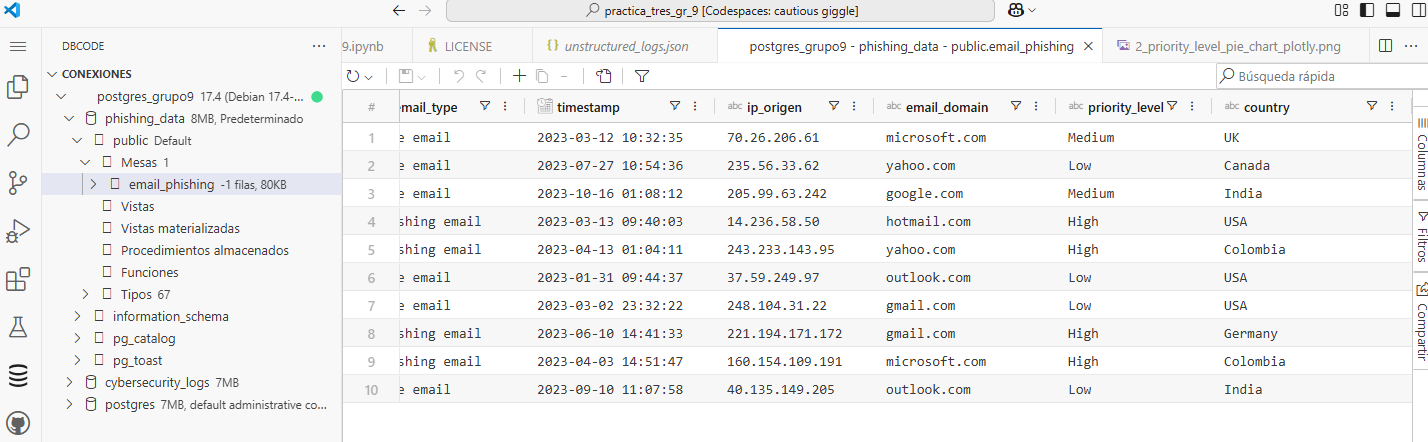 practica_tres_gr_9 [Codespaces: cautious giggle]
DBCODE
9.ipynb LICENSE unstructured_logs.json postgres_grupo9 - phishing_data - public.email_phishing 2_priority_level_pie_chart_plotly.png
CONEXIONES
postgres_grupo9 17.4 (Debian 17.4-...
phishing_data 8MB, Predeterminado
public Default
Mesas 1
email_phishing -1 filas, 80KB
Vistas
Vistas materializadas
Procedimientos almacenados
Funciones
Tipos 67
information_schema
pg_catalog
pg_toast
cybersecurity_logs 7MB
postgres 7MB, default administrative co...
Búsqueda rápida
# email_type timestamp abc ip_origen abc email_domain abc priority_level abc country
1 e email 2023-03-12 10:32:35 70.26.206.61 microsoft.com Medium UK
2 e email 2023-07-27 10:54:36 235.56.33.62 yahoo.com Low Canada
3 e email 2023-10-16 01:08:12 205.99.63.242 google.com Medium India
4 shing email 2023-03-13 09:40:03 14.236.58.50 hotmail.com High USA
5 shing email 2023-04-13 01:04:11 243.233.143.95 yahoo.com High Colombia
6 e email 2023-01-31 09:44:37 37.59.249.97 outlook.com Low USA
7 e email 2023-03-02 23:32:22 248.104.31.22 gmail.com Low USA
8 shing email 2023-06-10 14:41:33 221.194.171.172 gmail.com High Germany
9 shing email 2023-04-03 14:51:47 160.154.109.191 microsoft.com High Colombia
10 e email 2023-09-10 11:07:58 40.135.149.205 outlook.com Low India
Columnas
Filtros
Compartir